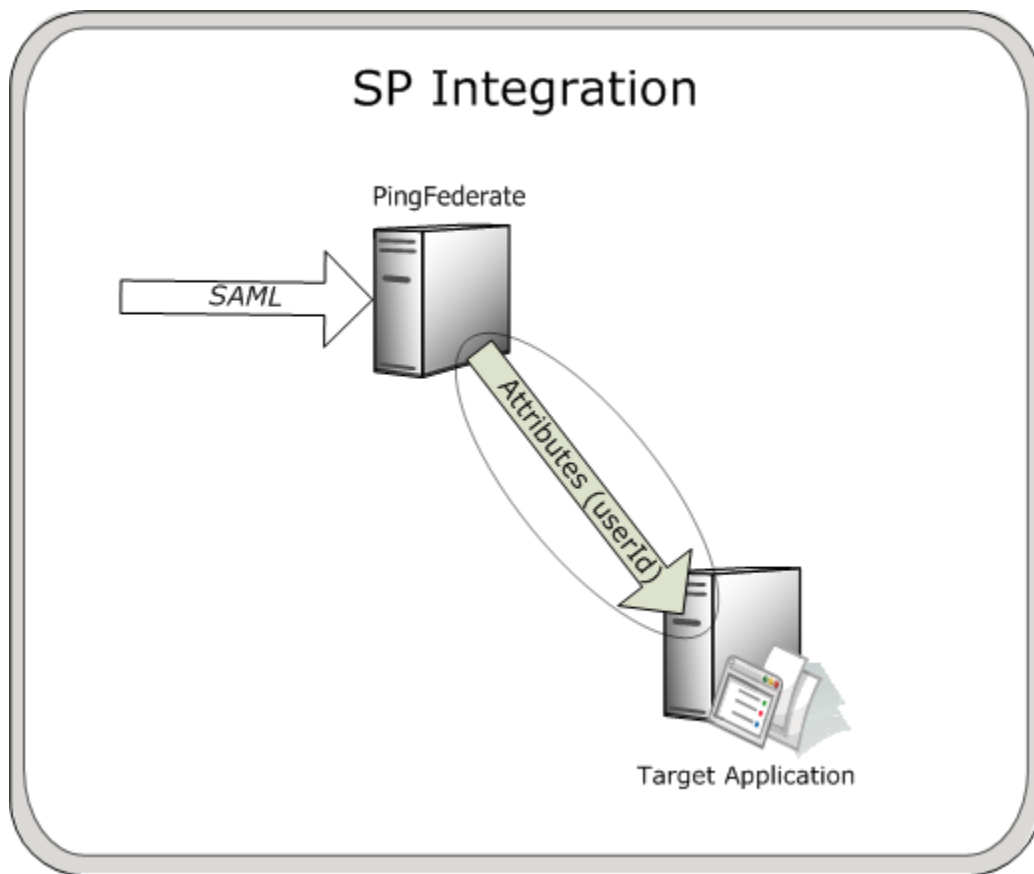 SP Integration
PingFederate
SAML
Attributes (userId)
Target Application